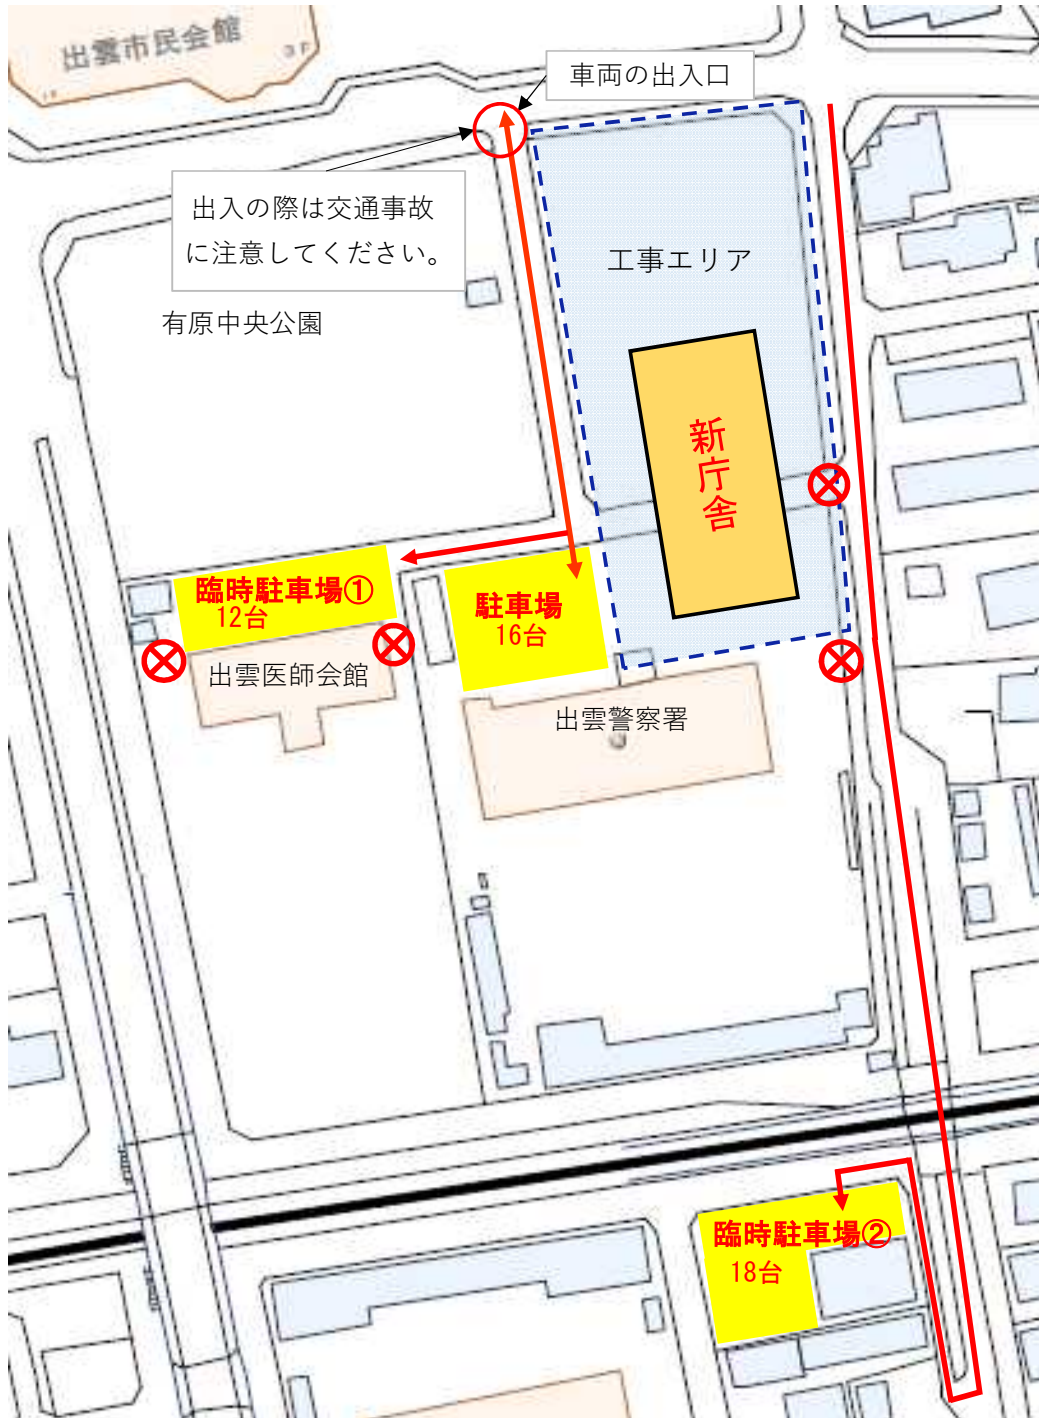 出雲市民会館
3F
1F
車両の出入口
出入の際は交通事故
に注意してください。
工事エリア
有原中央公園
新庁舎
臨時駐車場①
12台
駐車場
16台
出雲医師会館
出雲警察署
臨時駐車場②
18台